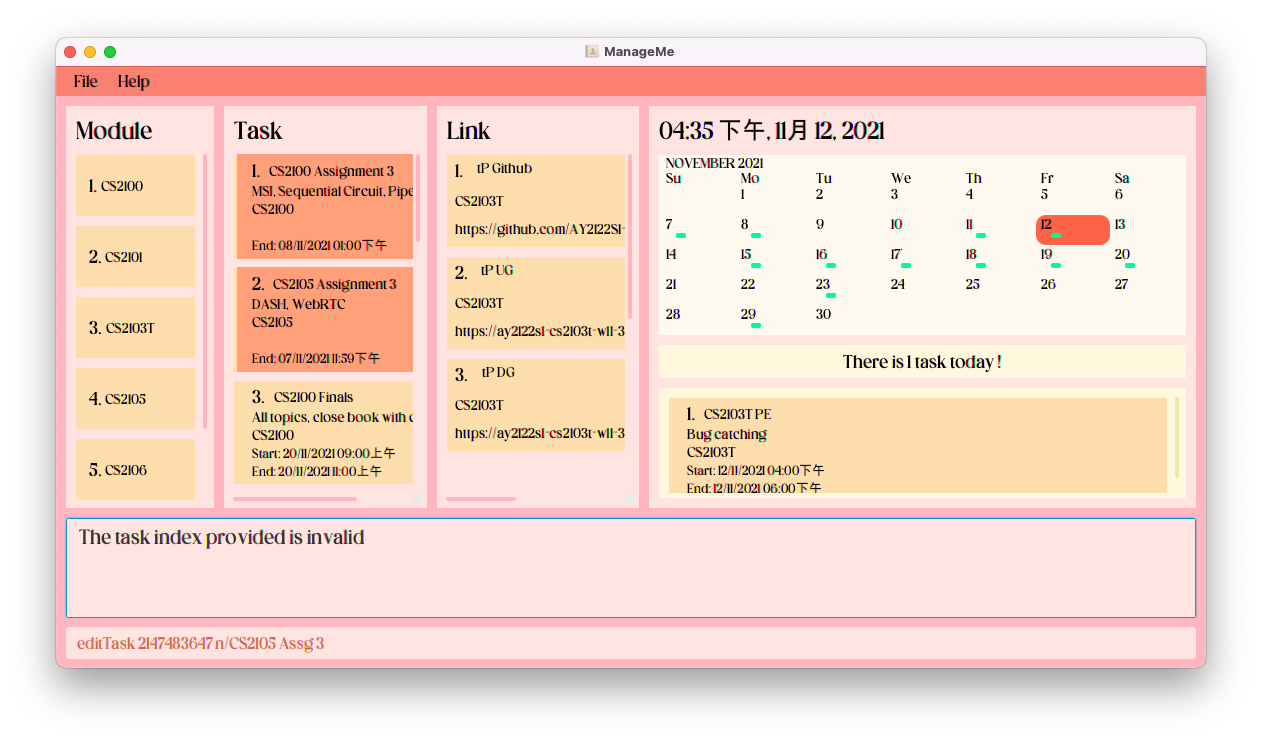 ManageMe
File Help
Module
1. CS2100
2. CS2101
3. CS2103T
4. CS2105
5. CS2106
Task
1. CS2100 Assignment 3
MSI, Sequential Circuit, Pipe
CS2100
End: 08/11/2021 01:00下午
2. CS2105 Assignment 3
DASH, WebRTC
CS2105
End: 07/11/2021 11:59下午
3. CS2100 Finals
All topics, close book with c
CS2100
Start: 20/11/2021 09:00上午
End: 20/11/2021 11:00上午
Link
1. tP Github
CS2103T
https://github.com/AY2122S1-
2. tP UG
CS2103T
https://ay2122s1-cs2103t-w11-3
3. tP DG
CS2103T
https://ay2122s1-cs2103t-w11-3
04:35 下午, 11月 12, 2021
NOVEMBER 2021
Su Mo Tu We Th Fr Sa
1 2 3 4 5 6
7 8 9 10 11 12 13
14 15 16 17 18 19 20
21 22 23 24 25 26 27
28 29 30
There is 1 task today !
1. CS2103T PE
Bug catching
CS2103T
Start: 12/11/2021 04:00下午
End: 12/11/2021 06:00下午
The task index provided is invalid
editTask 2147483647 n/CS2105 Assg 3